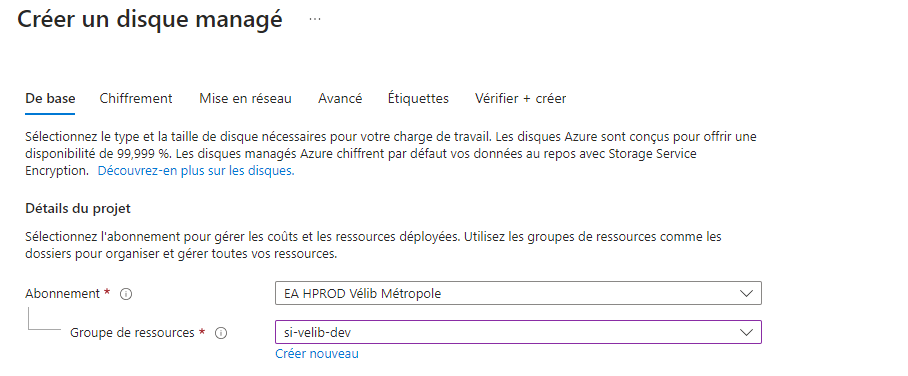 Créer un disque managé ...
De base Chiffrement Mise en réseau Avancé Étiquettes Vérifier + créer
Sélectionnez le type et la taille de disque nécessaires pour votre charge de travail. Les disques Azure sont conçus pour offrir une
disponibilité de 99,999 %. Les disques managés Azure chiffrent par défaut vos données au repos avec Storage Service
Encryption. Découvrez-en plus sur les disques.
Détails du projet
Sélectionnez l'abonnement pour gérer les coûts et les ressources déployées. Utilisez les groupes de ressources comme les
dossiers pour organiser et gérer toutes vos ressources.
Abonnement * EA HPROD Vélib Métropole
Groupe de ressources * si-velib-dev
Créer nouveau